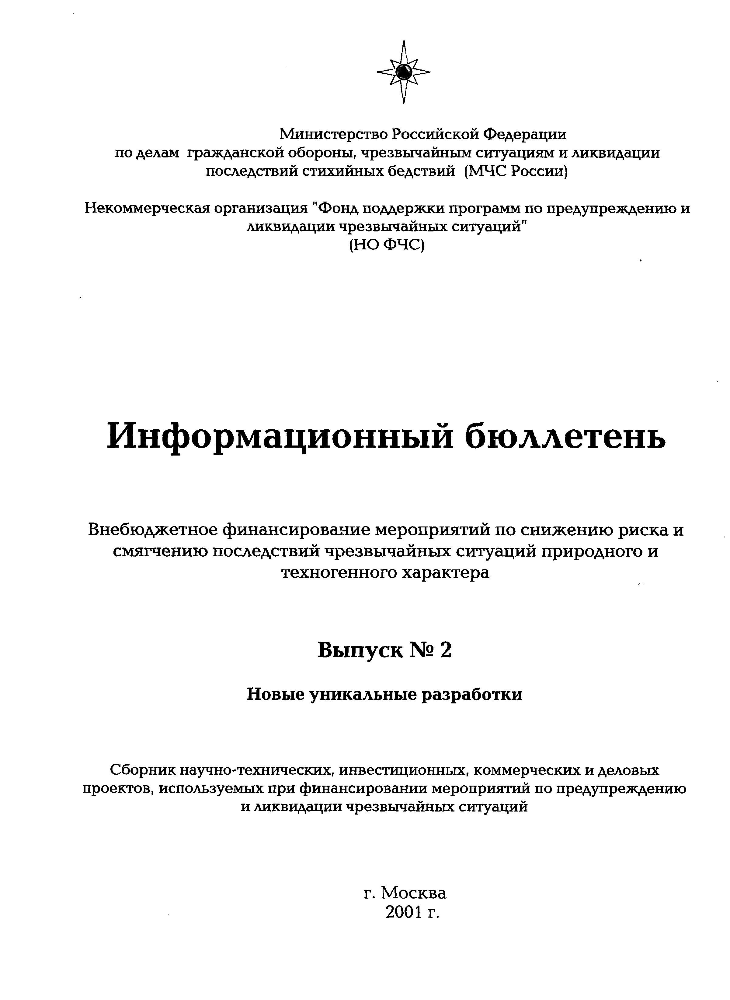 Министерство Российской Федерации
по делам гражданской обороны, чрезвычайным ситуациям и ликвидации
последствий стихийных бедствий (МЧС России)
Некоммерческая организация "Фонд поддержки программ по предупреждению и
ликвидации чрезвычайных ситуаций"
(НО ФЧС)
Информационный бюллетень
Внебюджетное финансирование мероприятий по снижению риска и
смягчению последствий чрезвычайных ситуаций природного и
техногенного характера
Выпуск № 2
Новые уникальные разработки
Сборник научно-технических, инвестиционных, коммерческих и деловых
проектов, используемых при финансировании мероприятий по предупреждению
и ликвидации чрезвычайных ситуаций
г. Москва
2001 г.